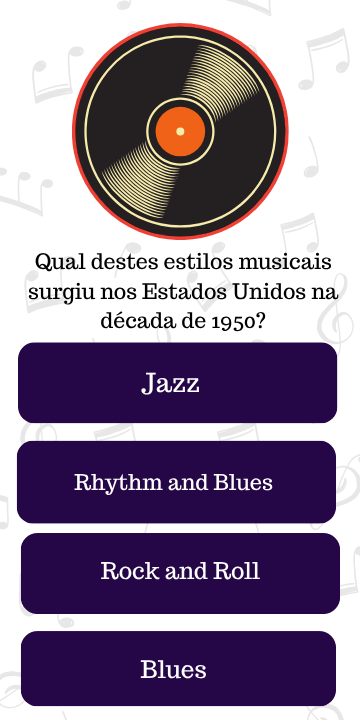 Qual destes estilos musicais
surgiu nos Estados Unidos na
década de 1950?
Jazz
Rhythm and Blues
Rock and Roll
Blues